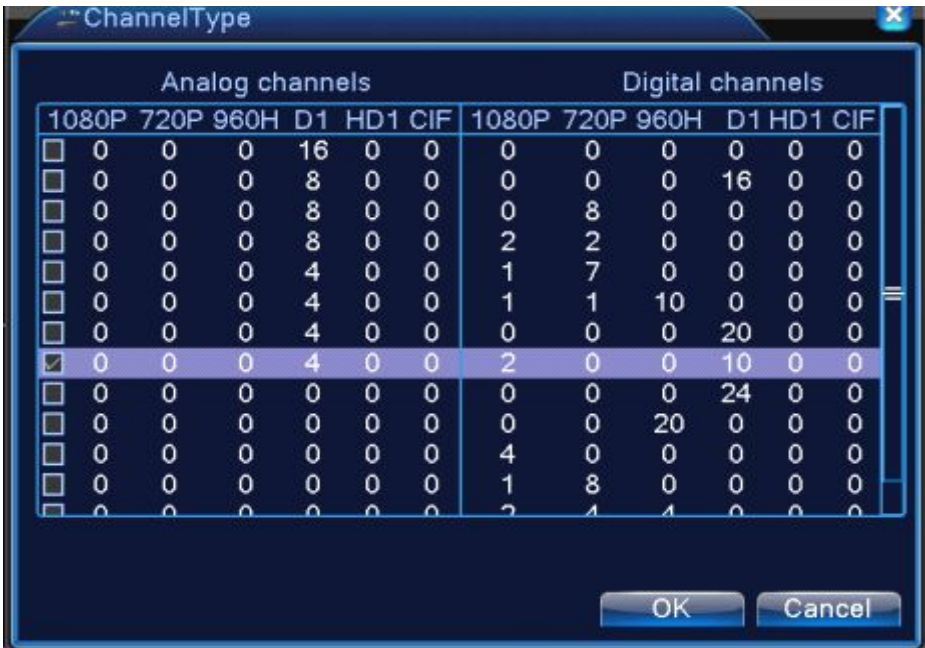 ChannelType
Analog channels Digital channels
1080P 720P 960H D1 HD1 CIF 1080P 720P 960H D1 HD1 CIF
0 0 0 16 0 0 0 0 0 0 0 0
0 0 0 8 0 0 0 0 0 16 0 0
0 0 0 8 0 0 0 8 0 0 0 0
0 0 0 8 0 0 2 2 0 0 0 0
0 0 0 4 0 0 1 7 0 0 0 0
0 0 0 4 0 0 1 1 10 0 0 0
0 0 0 4 0 0 0 0 0 20 0 0
0 0 0 4 0 0 2 0 0 10 0 0
0 0 0 0 0 0 0 0 0 24 0 0
0 0 0 0 0 0 0 0 20 0 0 0
0 0 0 0 0 0 4 0 0 0 0 0
0 0 0 0 0 0 1 8 0 0 0 0
OK Cancel